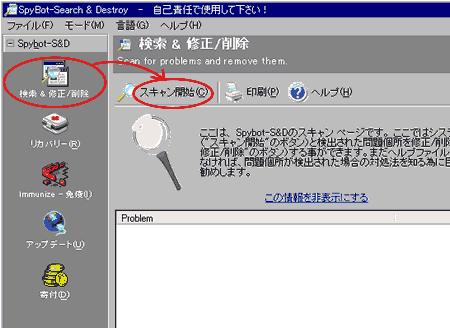 SpyBot-Search & Destroy - 自己責任で使用して下さい!
ファイル(F) モード(M) 言語(G) ヘルプ(H)
Spybot-S&D
検索 & 修正/削除
リカバリー(R)
Immunize - 免疫(I)
アップデート(U)
寄付(D)
検索 & 修正/削除
Scan for problems and remove them.
スキャン開始(C) 印刷(P) ヘルプ(H)
ここは、Spybot-S&Dのスキャン ページです。ここではシステ
("スキャン開始"のボタン)と検出された問題個所を修正
修正/削除"のボタン)する事ができます。まだヘルプファイル
なければ、問題個所が検出された場合の対処法を知る為に
勧めします。
この情報を非表示にする
Problem